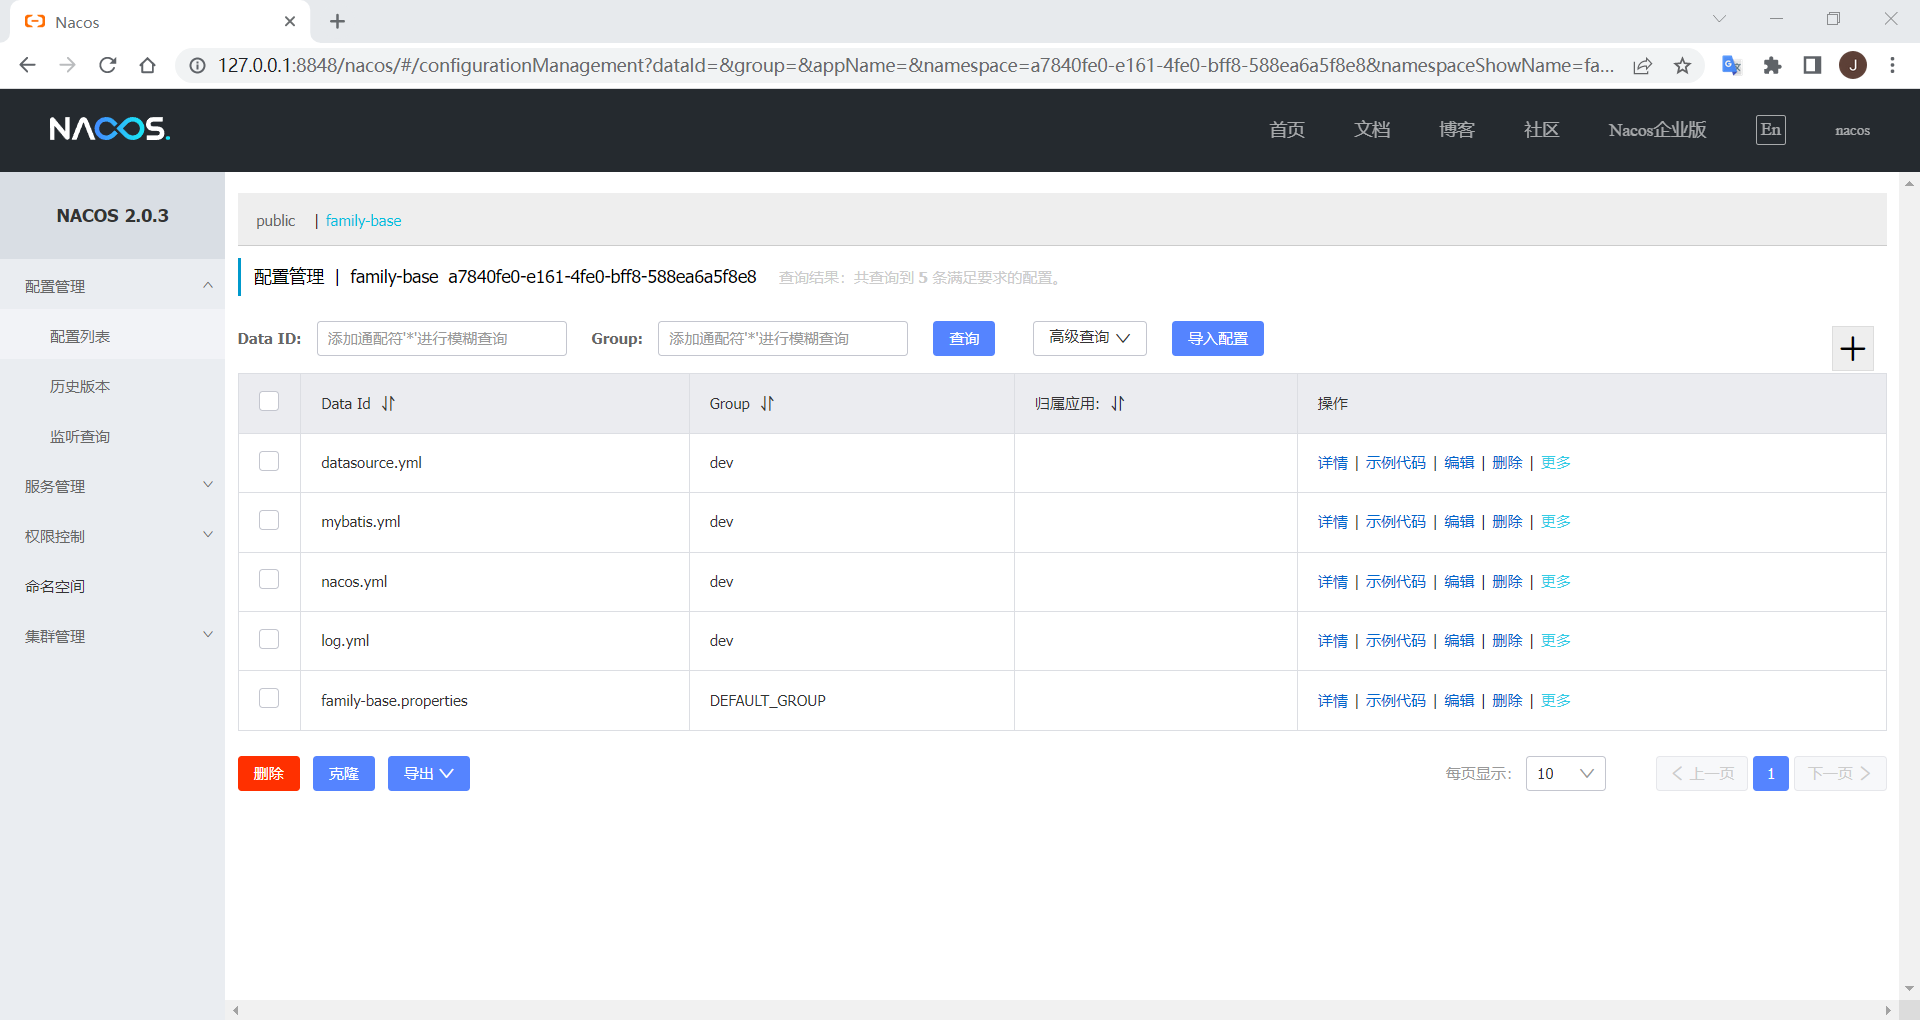 Nacos
127.0.0.1:8848/nacos/#/configurationManagement?dataId=&group=&appName=&namespace=a7840fe0-e161-4fe0-bff8-588ea6a5f8e8&namespaceShowName=fa...
J
NACOS.
首页 文档 博客 社区 Nacos企业版 En nacos
NACOS 2.0.3
配置管理
配置列表
历史版本
监听查询
服务管理
权限控制
命名空间
集群管理
public | family-base
配置管理 | family-base a7840fe0-e161-4fe0-bff8-588ea6a5f8e8 查询结果：共查询到 5 条满足要求的配置。
Data ID: 添加通配符'*'进行模糊查询 Group: 添加通配符'*'进行模糊查询 查询 高级查询 导入配置
Data Id Group 归属应用: 操作
datasource.yml dev 详情 | 示例代码 | 编辑 | 删除 | 更多
mybatis.yml dev 详情 | 示例代码 | 编辑 | 删除 | 更多
nacos.yml dev 详情 | 示例代码 | 编辑 | 删除 | 更多
log.yml dev 详情 | 示例代码 | 编辑 | 删除 | 更多
family-base.properties DEFAULT_GROUP 详情 | 示例代码 | 编辑 | 删除 | 更多
删除 克隆 导出 每页显示: 10 上一页 1 下一页